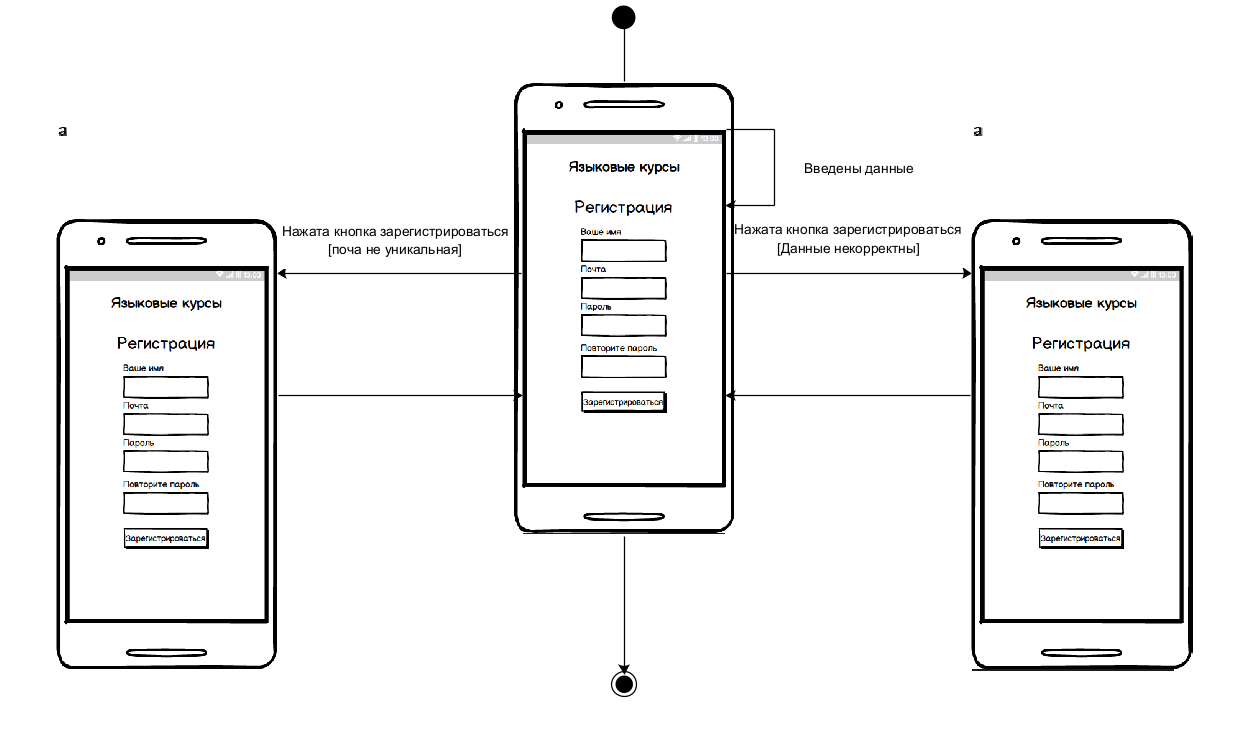 a
a
Введены данные
Языковые курсы
Регистрация
Ваше имя
Почта
Пароль
Повторите пароль
Зарегистрироваться
Нажата кнопка зарегистрироваться
[поча не уникальная]
Нажата кнопка зарегистрироваться
[Данные некорректны]
Языковые курсы
Регистрация
Ваше имя
Почта
Пароль
Повторите пароль
Зарегистрироваться
Языковые курсы
Регистрация
Ваше имя
Почта
Пароль
Повторите пароль
Зарегистрироваться